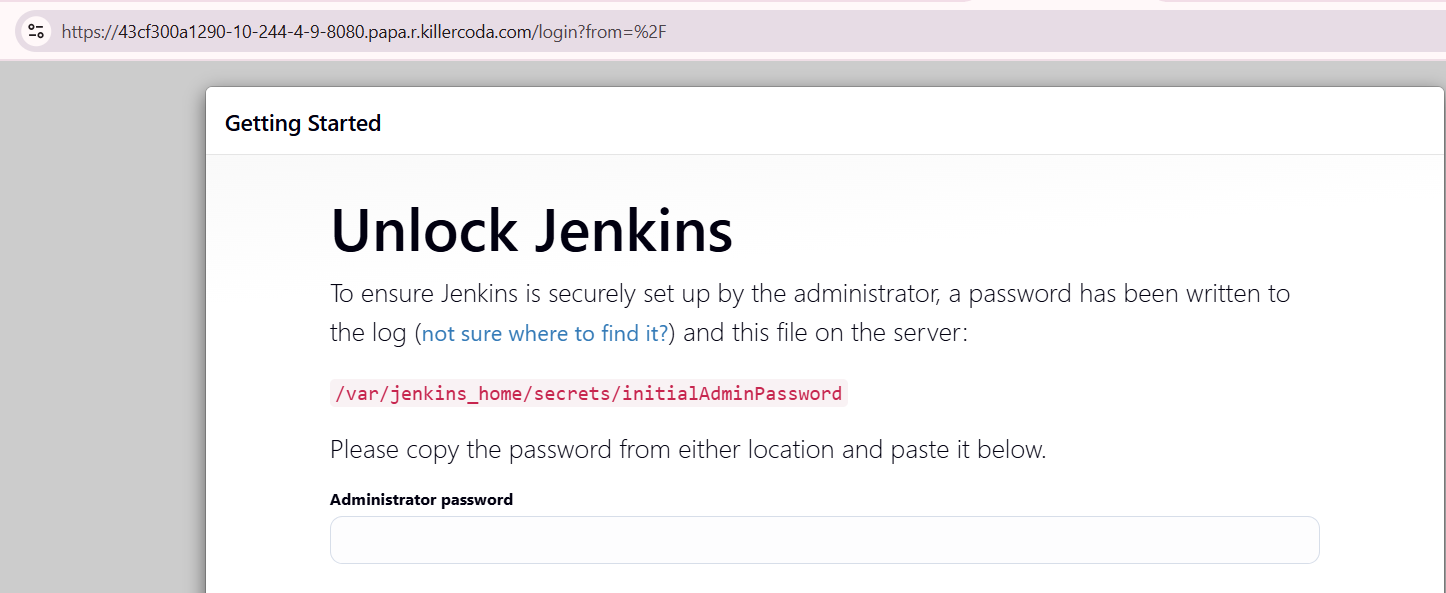 https://43cf300a1290-10-244-4-9-8080.papa.r.killercoda.com/login?from=%2F
Getting Started
Unlock Jenkins
To ensure Jenkins is securely set up by the administrator, a password has been written to
the log (not sure where to find it?) and this file on the server:
/var/jenkins_home/secrets/initialAdminPassword
Please copy the password from either location and paste it below.
Administrator password